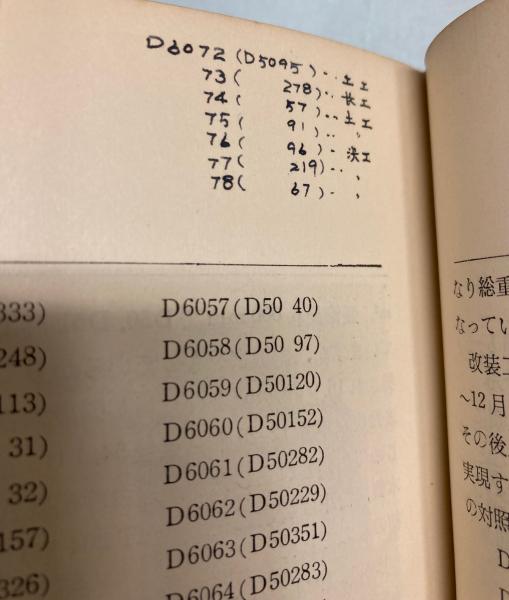 D6072(D5095)‥土工
73( 278)‥長工
74( 57)‥土工
75( 91)‥〃
76( 96)‥浜工
77( 219)‥〃
78( 67)‥〃
333)
248)
113)
31)
32)
157)
326)
D6057(D50 40)
D6058(D50 97)
D6059(D50120)
D6060(D50152)
D6061(D50282)
D6062(D50229)
D6063(D50351)
D6064(D50283)
なり総重
なってい
改装工
~12月
その後
実現す
の対照
D